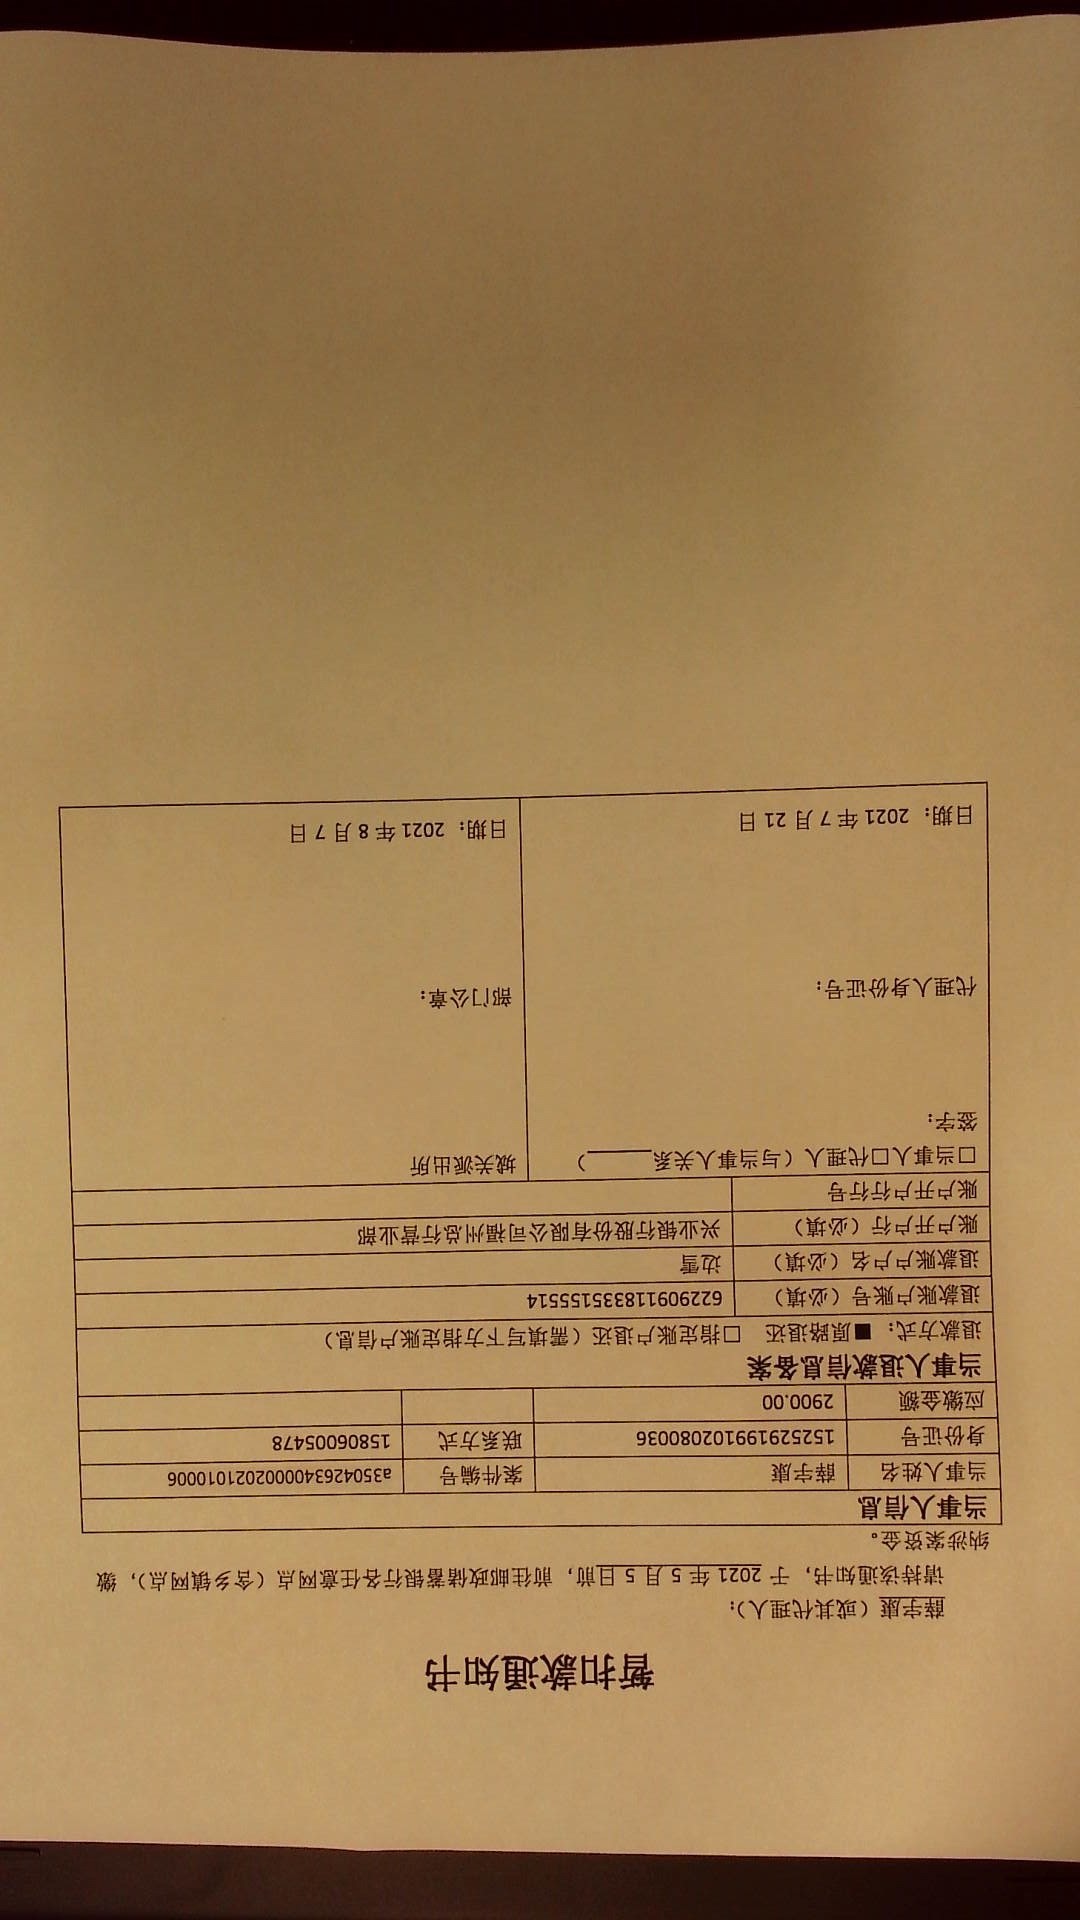 暂扣款通知书
薛宇康（或其代理人）：
请持该通知书，于 2021 年 5 月 5 日前，前往邮政储蓄银行各任意网点（含乡镇网点），缴
纳涉案资金。
当事人信息
当事人姓名 薛宇康 案件编号 a3504263400002021010006
身份证号 152529199102080036 联系方式 15806005478
应缴金额 2900.00
当事人退款信息备案
退款方式：■原路退还 □指定账户退还（需填写下方指定账户信息）
退款账户账号（必填） 622909118335155514
退款账户户名（必填） 边雪
账户开户行（必填） 兴业银行股份有限公司福州总行营业部
账户开户行行号
□当事人□代理人（与当事人关系______） 城关派出所
签字：
代理人身份证号： 部门公章：
日期： 2021 年 7 月 21 日 日期： 2021 年 8 月 7 日